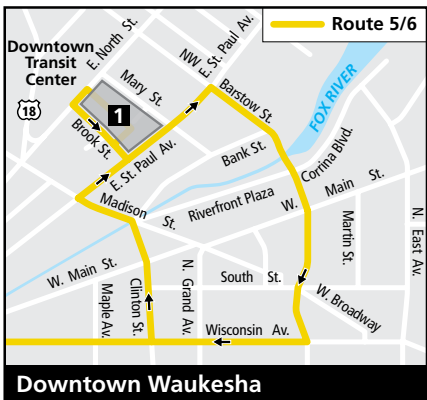 Route 5/6
Downtown
Transit
Center
E. North St.
NW
E. St. Paul Av.
Mary St.
Barstow St.
FOX RIVER
18
1
Brook St.
E. St. Paul Av.
Bank St.
Corrina Blvd.
Madison St.
Riverfront Plaza
W. Main St.
Martin St.
N. East Av.
W. Main St.
Maple Av.
Clinton St.
N. Grand Av.
South St.
W. Broadway
Wisconsin Av.
Downtown Waukesha